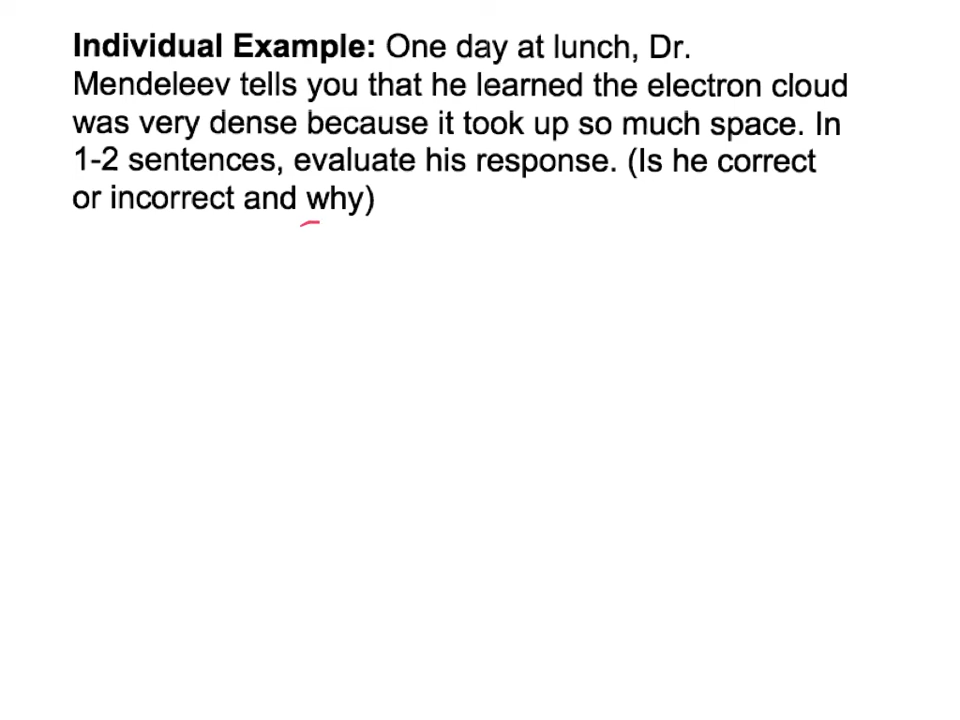 Individual Example: One day at lunch, Dr.
Mendeleev tells you that he learned the electron cloud
was very dense because it took up so much space. In
1-2 sentences, evaluate his response. (Is he correct
or incorrect and why)